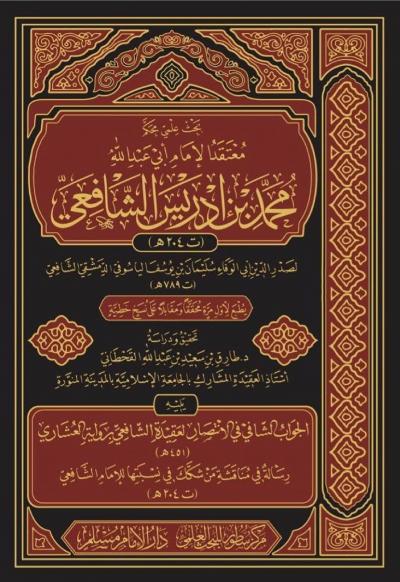 بحث علمي محكم
معتقد الإمام أبي عبد الله
محمد بن إدريس الشافعي
(ت ٢٠٤ هـ)
لصدر الدين أبي الوفاء سليمان بن يوسف الياسوفي الدمشقي الشافعي
(ت ٧٨٩ هـ)
يطبع لأول مرة محققًا ومقابلًا على نسخ خطية
تحقيق ودراسة
د. طارق بن سعيد بن عبد الله القحطاني
أستاذ العقيدة المشارك بالجامعة الإسلامية بالمدينة المنورة
يليه
الجواب الشافي في الانتصار لعقيدة الشافعي برواية العشاري
(٤٥١ هـ)
رسالة في مناقشة من شكك في نسبتها للإمام الشافعي
(ت ٢٠٤ هـ)
مركز سطور للبحث العلمي دار الإمام مسلم